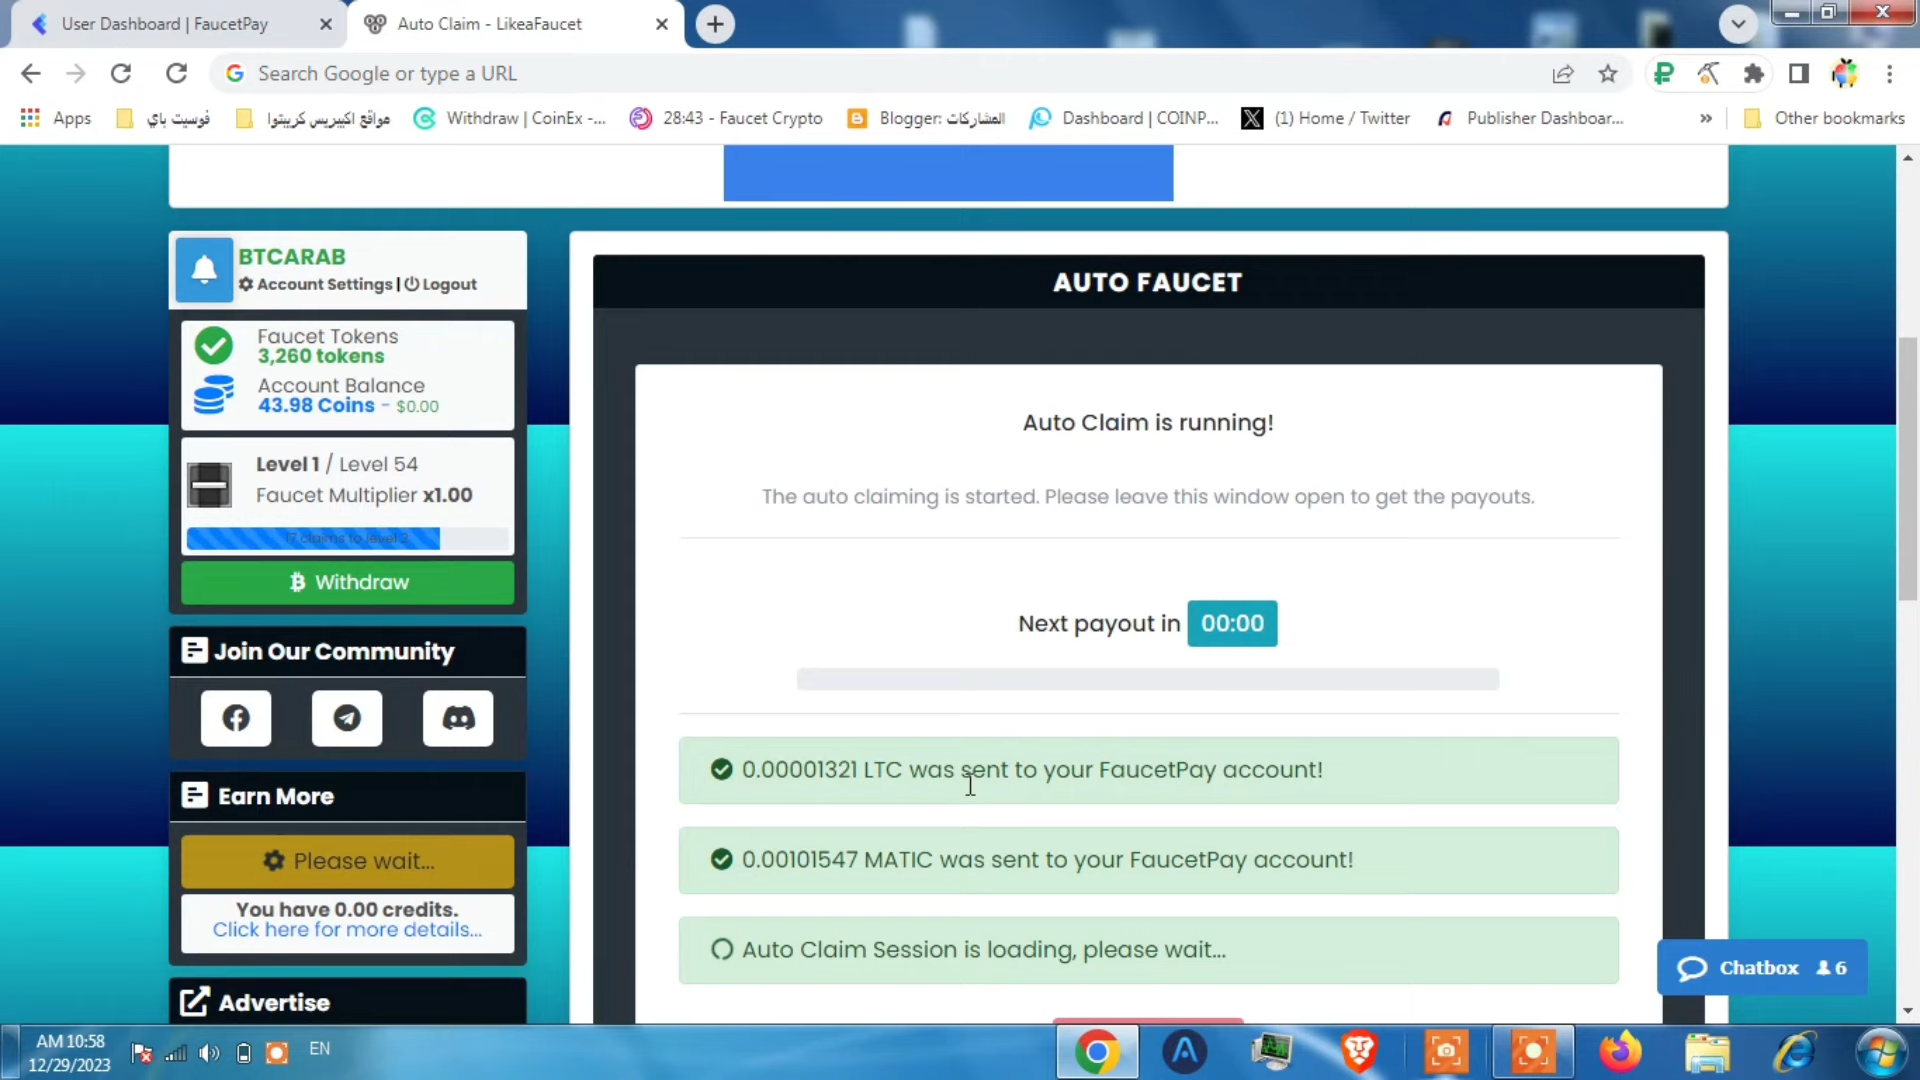 User Dashboard | FaucetPay
Auto Claim - LikeaFaucet
Search Google or type a URL
Apps
فوسيت باي
مواقع اكبيريس كريبتوا
Withdraw | CoinEx -...
28:43 - Faucet Crypto
Blogger: المشاركات
Dashboard | COINP...
(1) Home / Twitter
Publisher Dashboar...
Other bookmarks
BTCARAB
Account Settings | Logout
Faucet Tokens
3,260 tokens
Account Balance
43.98 Coins - $0.00
Level 1 / Level 54
Faucet Multiplier x1.00
17 claims to level 2
Withdraw
Join Our Community
Earn More
Please wait...
You have 0.00 credits.
Click here for more details...
Advertise
AUTO FAUCET
Auto Claim is running!
The auto claiming is started. Please leave this window open to get the payouts.
Next payout in 00:00
0.00001321 LTC was sent to your FaucetPay account!
0.00101547 MATIC was sent to your FaucetPay account!
Auto Claim Session is loading, please wait...
Chatbox 6
AM 10:58
12/29/2023
EN